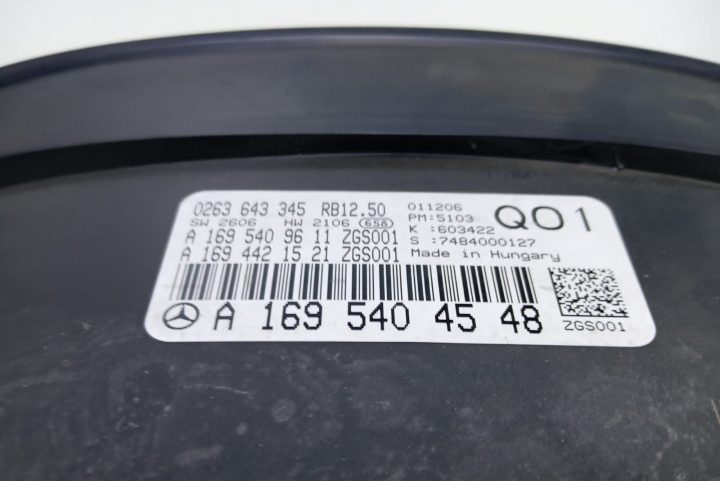 0263 643 345 RB12.50
SW 2606 HW 2106 658
A 169 540 96 11 ZGS001
A 169 442 15 21 ZGS001
011206
PM:5103
K :603422
S :7484000127
Made in Hungary
Q01
A 169 540 45 48
ZGS001